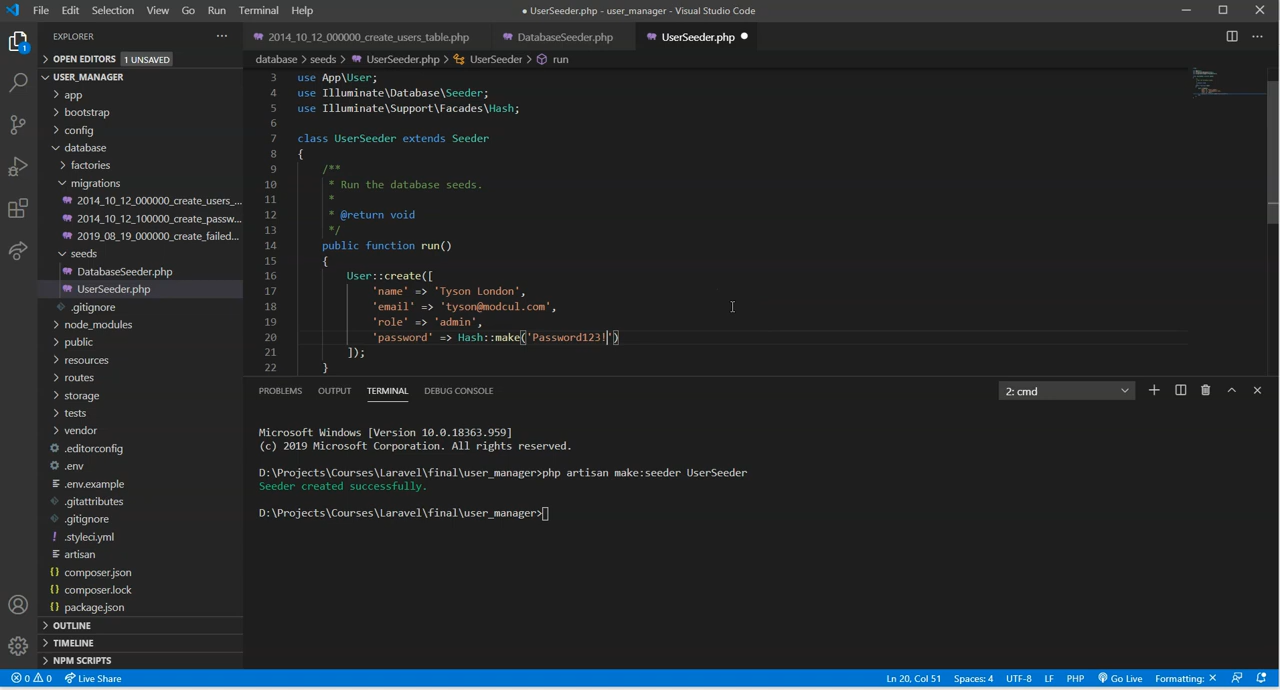 File Edit Selection View Go Run Terminal Help
● UserSeeder.php - user_manager - Visual Studio Code
EXPLORER
OPEN EDITORS 1 UNSAVED
USER_MANAGER
app
bootstrap
config
database
factories
migrations
2014_10_12_000000_create_users_...
2014_10_12_100000_create_passw...
2019_08_19_000000_create_failed...
seeds
DatabaseSeeder.php
UserSeeder.php
.gitignore
node_modules
public
resources
routes
storage
tests
vendor
.editorconfig
.env
.env.example
.gitattributes
.gitignore
.styleci.yml
artisan
composer.json
composer.lock
package.json
OUTLINE
TIMELINE
NPM SCRIPTS
2014_10_12_000000_create_users_table.php DatabaseSeeder.php UserSeeder.php ●
database > seeds > UserSeeder.php > UserSeeder > run
3 use App\User;
4 use Illuminate\Database\Seeder;
5 use Illuminate\Support\Facades\Hash;
6
7 class UserSeeder extends Seeder
8 {
9 /**
10 * Run the database seeds.
11 *
12 * @return void
13 */
14 public function run()
15 {
16 User::create([
17 'name' => 'Tyson London',
18 'email' => 'tyson@modcul.com',
19 'role' => 'admin',
20 'password' => Hash::make('Password123!')
21 ]);
22 }
PROBLEMS OUTPUT TERMINAL DEBUG CONSOLE 2: cmd
Microsoft Windows [Version 10.0.18363.959]
(c) 2019 Microsoft Corporation. All rights reserved.
D:\Projects\Courses\Laravel\final\user_manager>php artisan make:seeder UserSeeder
Seeder created successfully.
D:\Projects\Courses\Laravel\final\user_manager>
0 0 Live Share Ln 20, Col 51 Spaces: 4 UTF-8 LF PHP Go Live Formatting: ✕